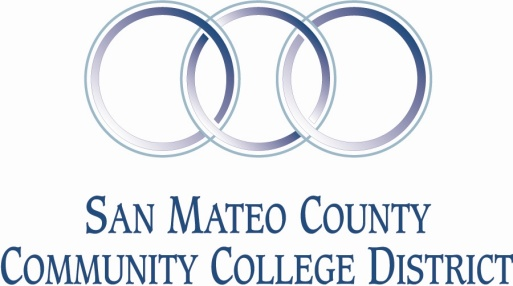 SAN MATEO COUNTY
COMMUNITY COLLEGE DISTRICT